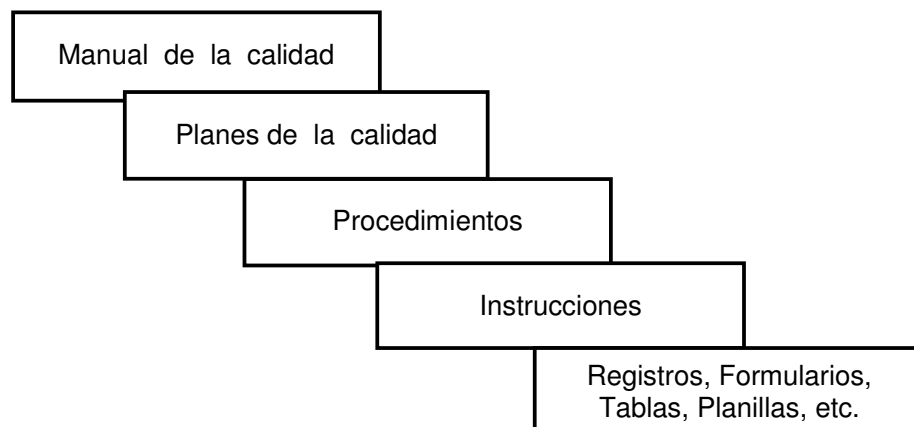 Manual de la calidad
Planes de la calidad
Procedimientos
Instrucciones
Registros, Formularios,
Tablas, Planillas, etc.